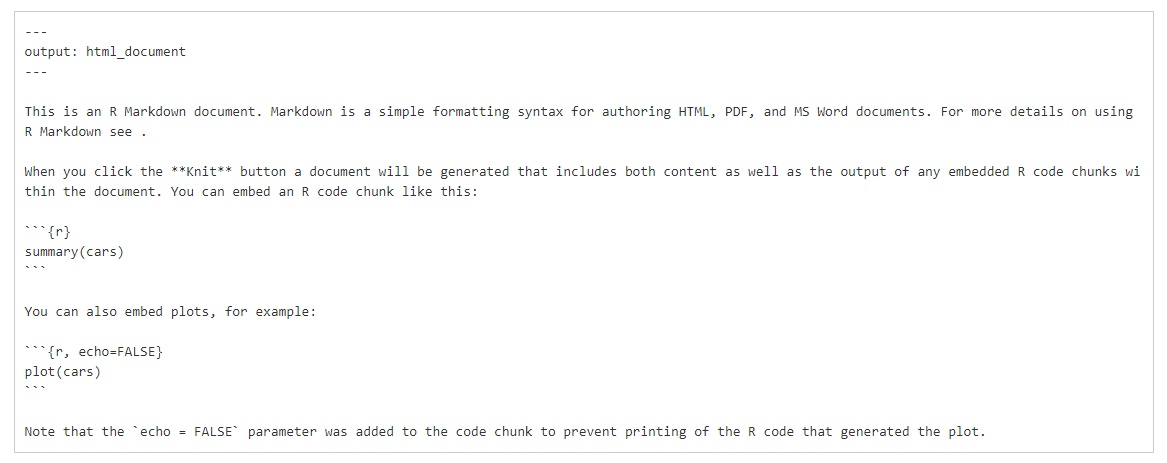 ---
output: html_document
---
This is an R Markdown document. Markdown is a simple formatting syntax for authoring HTML, PDF, and MS Word documents. For more details on using
R Markdown see .
When you click the **Knit** button a document will be generated that includes both content as well as the output of any embedded R code chunks wi
thin the document. You can embed an R code chunk like this:
```{r}
summary(cars)
```
You can also embed plots, for example:
```{r, echo=FALSE}
plot(cars)
```
Note that the `echo = FALSE` parameter was added to the code chunk to prevent printing of the R code that generated the plot.